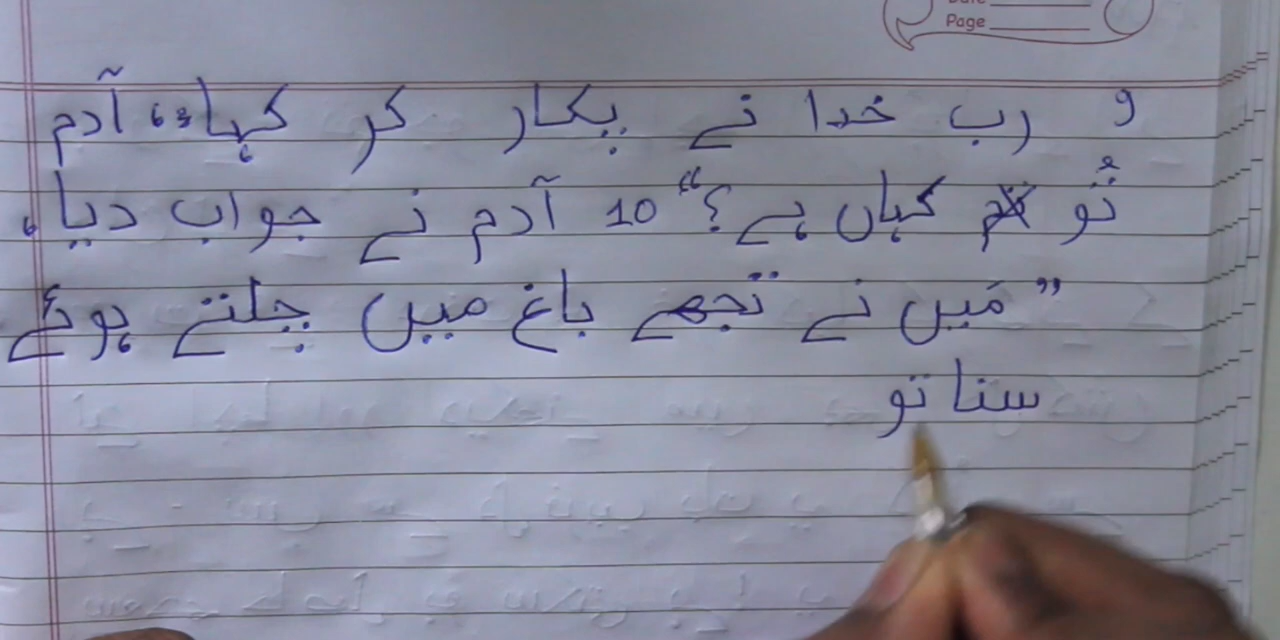 Page
و رب خدا نے پکار کر کہا، ”آدم
تُو کہاں ہے؟“ 10 آدم نے جواب دیا،
”مَیں نے تجھے باغ میں چلتے ہوئے
سنا تو